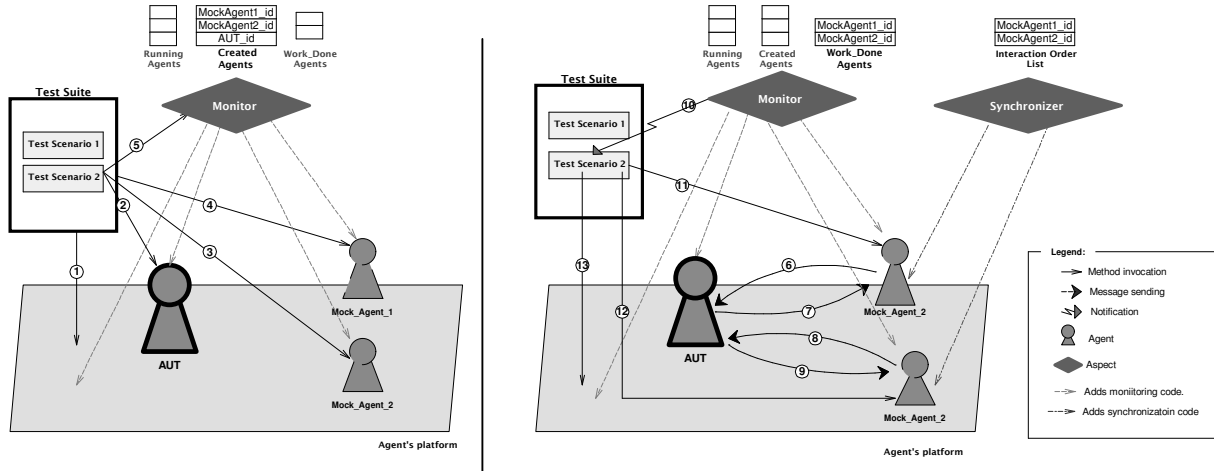 MockAgent1_id
MockAgent2_id
AUT_id
Running
Agents
Created
Agents
Work_Done
Agents
Test Suite
Monitor
Test Scenario 1
Test Scenario 2
5
2
4
3
1
Mock_Agent_1
AUT
Mock_Agent_2
Agent's platform
MockAgent1_id
MockAgent2_id
Running
Agents
Created
Agents
Work_Done
Agents
MockAgent1_id
MockAgent2_id
Interaction Order
List
Test Suite
Monitor
Synchronizer
10
Test Scenario 1
Test Scenario 2
11
13
6
12
7
Mock_Agent_2
8
AUT
9
Mock_Agent_2
Agent's platform
Legend:
Method invocation
Message sending
Notification
Agent
Aspect
Adds moniitoring code.
Adds synchronizatoin code